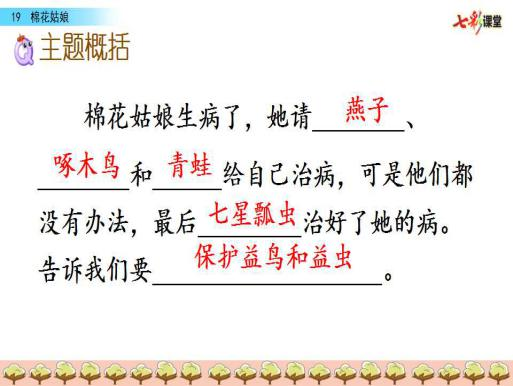 19 棉花姑娘
七彩课堂
主题概括
棉花姑娘生病了，她请燕子、
啄木鸟和青蛙给自己治病，可是他们都
没有办法，最后七星瓢虫治好了她的病。
告诉我们要保护益鸟和益虫。